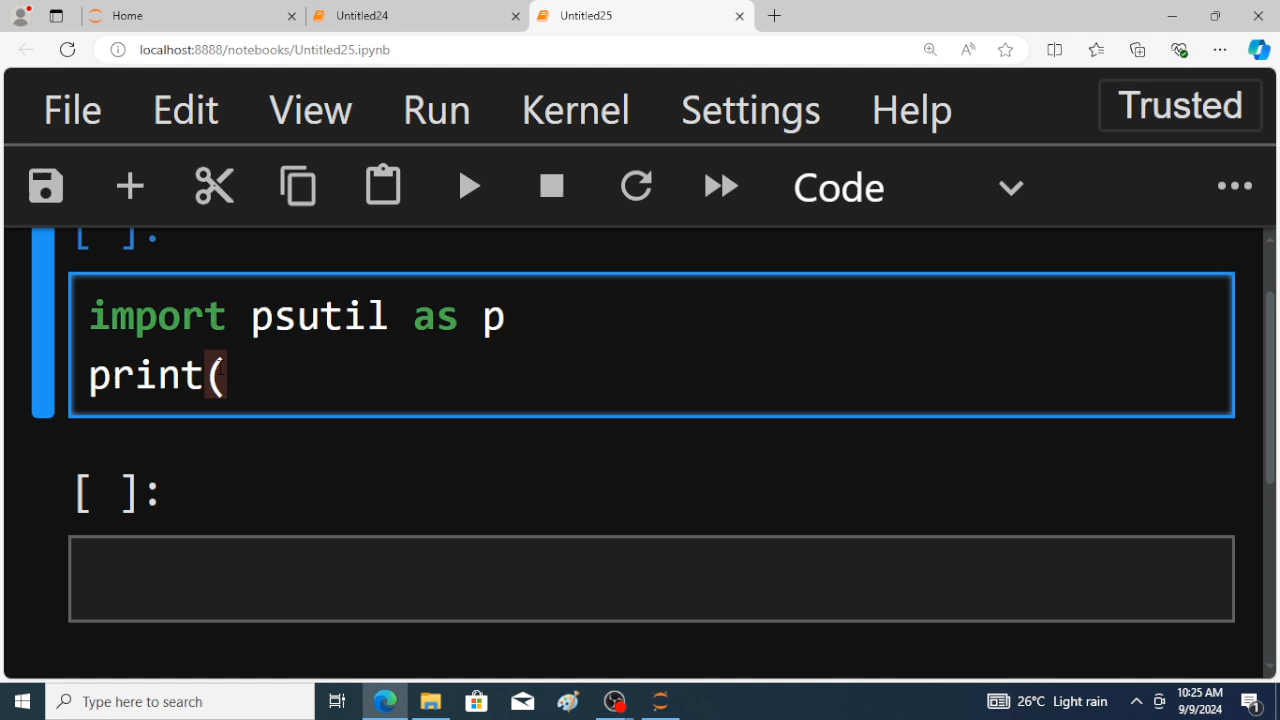 Home
Untitled24
Untitled25
localhost:8888/notebooks/Untitled25.ipynb
File Edit View Run Kernel Settings Help Trusted
Code
[ ]:
import psutil as p
print(
[ ]:
Type here to search
26°C Light rain
10:25 AM
9/9/2024
1